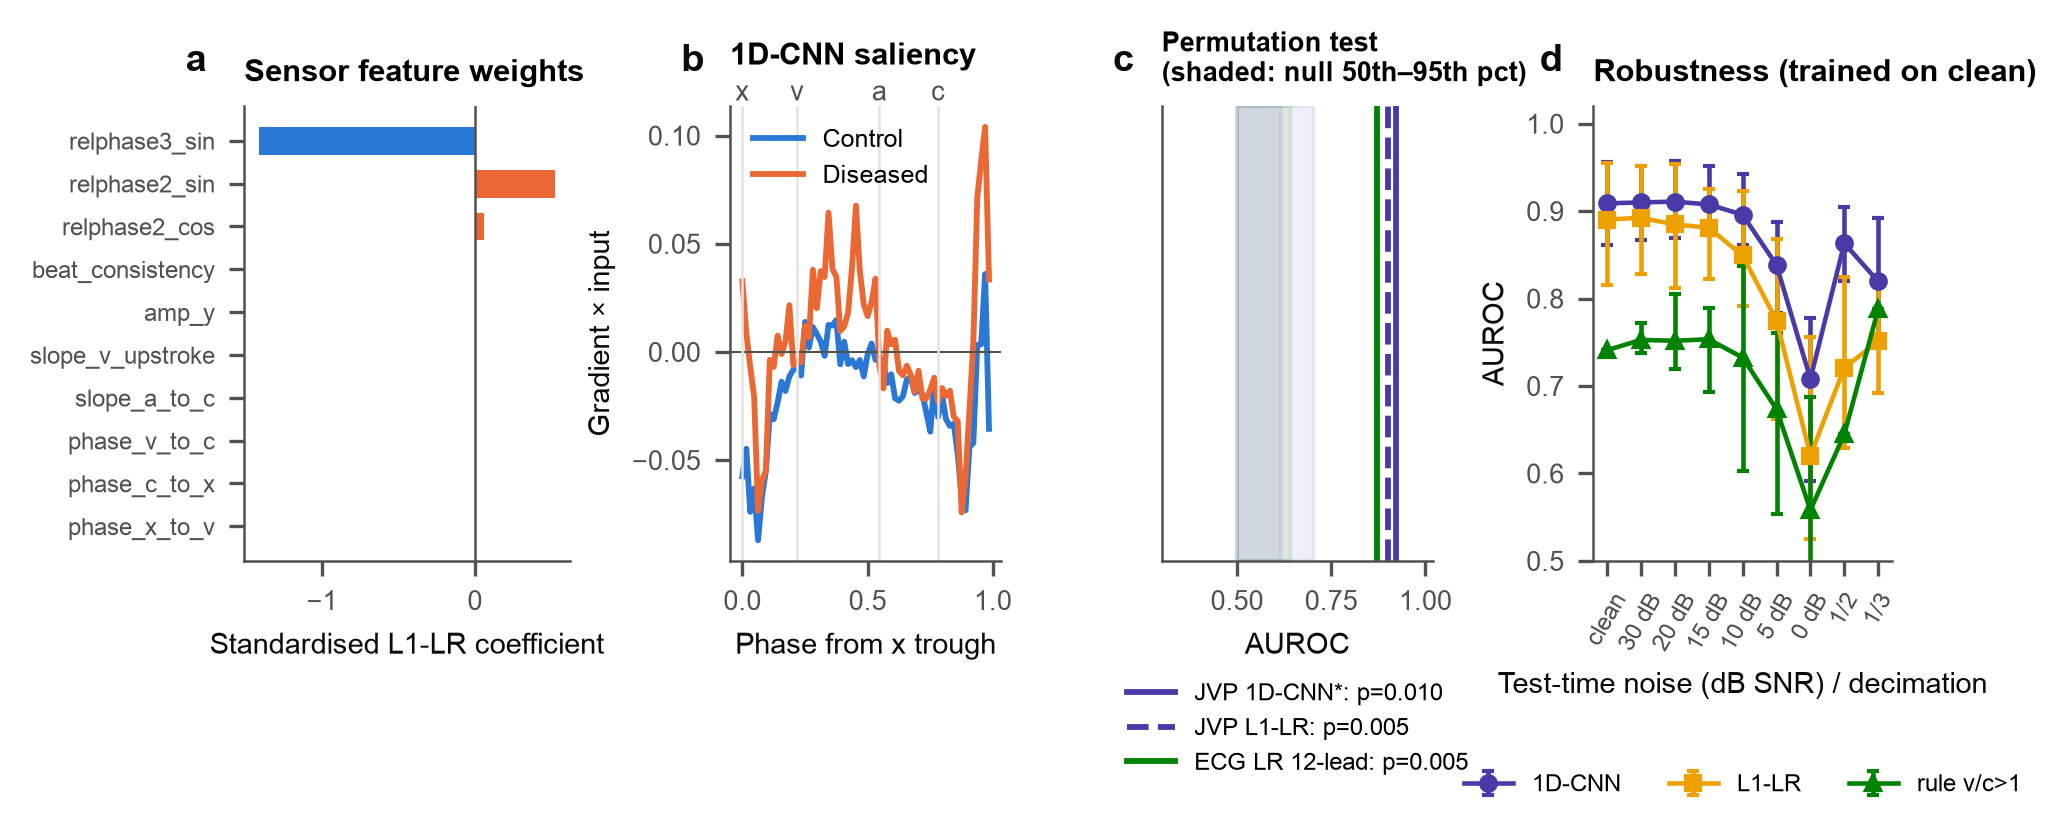 a
Sensor feature weights
relphase3_sin
relphase2_sin
relphase2_cos
beat_consistency
amp_y
slope_v_upstroke
slope_a_to_c
phase_v_to_c
phase_c_to_x
phase_x_to_v
−1
0
Standardised L1-LR coefficient
b
1D-CNN saliency
x
v
a
c
Control
Diseased
0.10
0.05
0.00
−0.05
Gradient × input
0.0
0.5
1.0
Phase from x trough
c
Permutation test
(shaded: null 50th–95th pct)
0.50
0.75
1.00
AUROC
JVP 1D-CNN*: p=0.010
JVP L1-LR: p=0.005
ECG LR 12-lead: p=0.005
d
Robustness (trained on clean)
1.0
0.9
0.8
0.7
0.6
0.5
AUROC
clean
30 dB
20 dB
15 dB
10 dB
5 dB
0 dB
1/2
1/3
Test-time noise (dB SNR) / decimation
1D-CNN
L1-LR
rule v/c>1